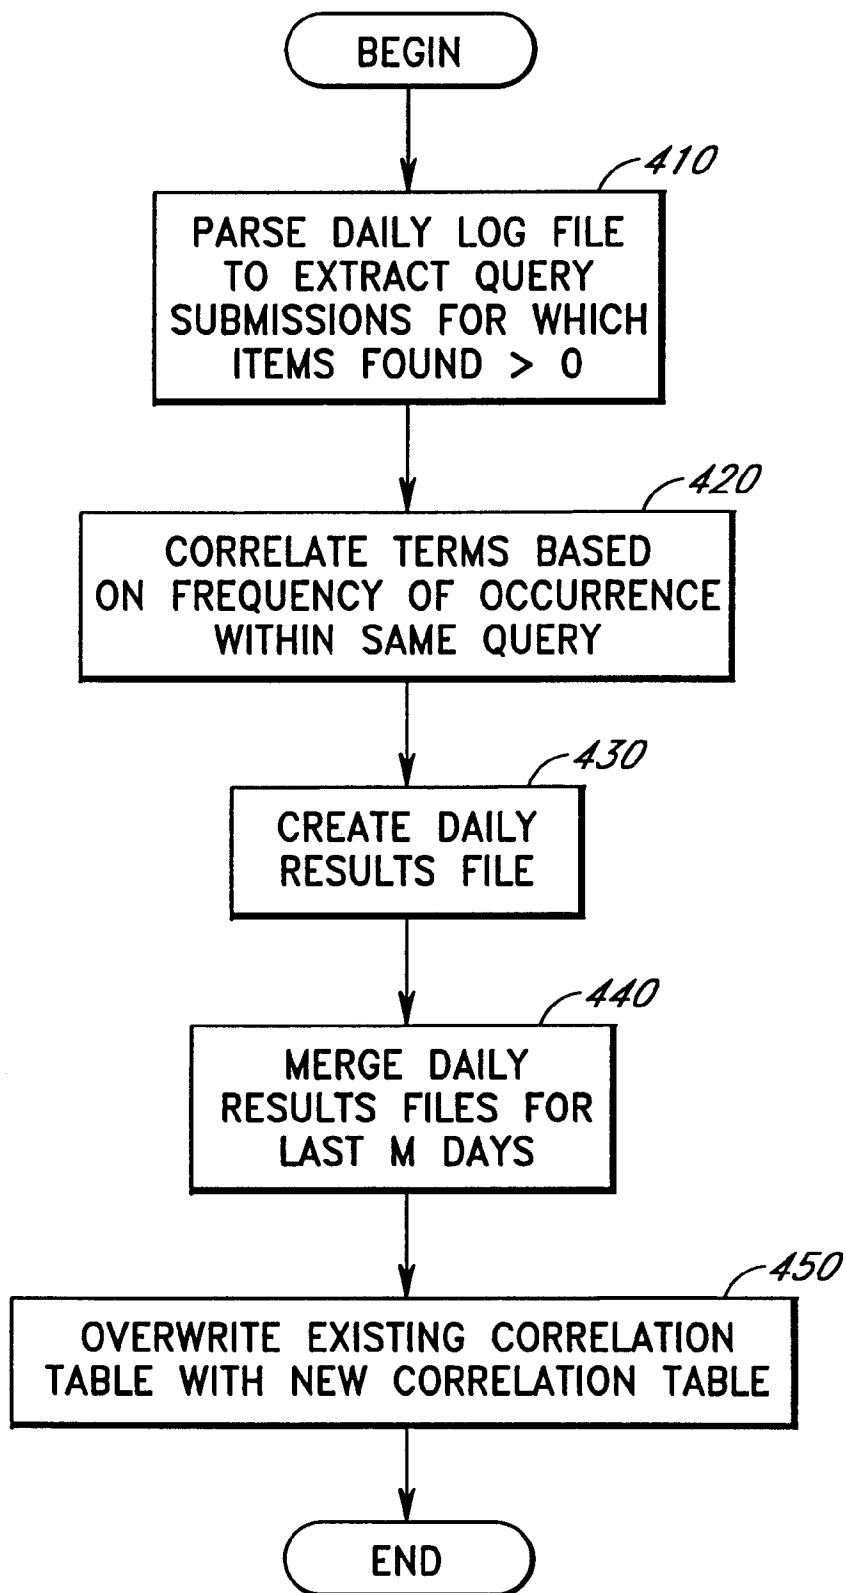 BEGIN
410
PARSE DAILY LOG FILE
TO EXTRACT QUERY
SUBMISSIONS FOR WHICH
ITEMS FOUND > 0
420
CORRELATE TERMS BASED
ON FREQUENCY OF OCCURRENCE
WITHIN SAME QUERY
430
CREATE DAILY
RESULTS FILE
440
MERGE DAILY
RESULTS FILES FOR
LAST M DAYS
450
OVERWRITE EXISTING CORRELATION
TABLE WITH NEW CORRELATION TABLE
END